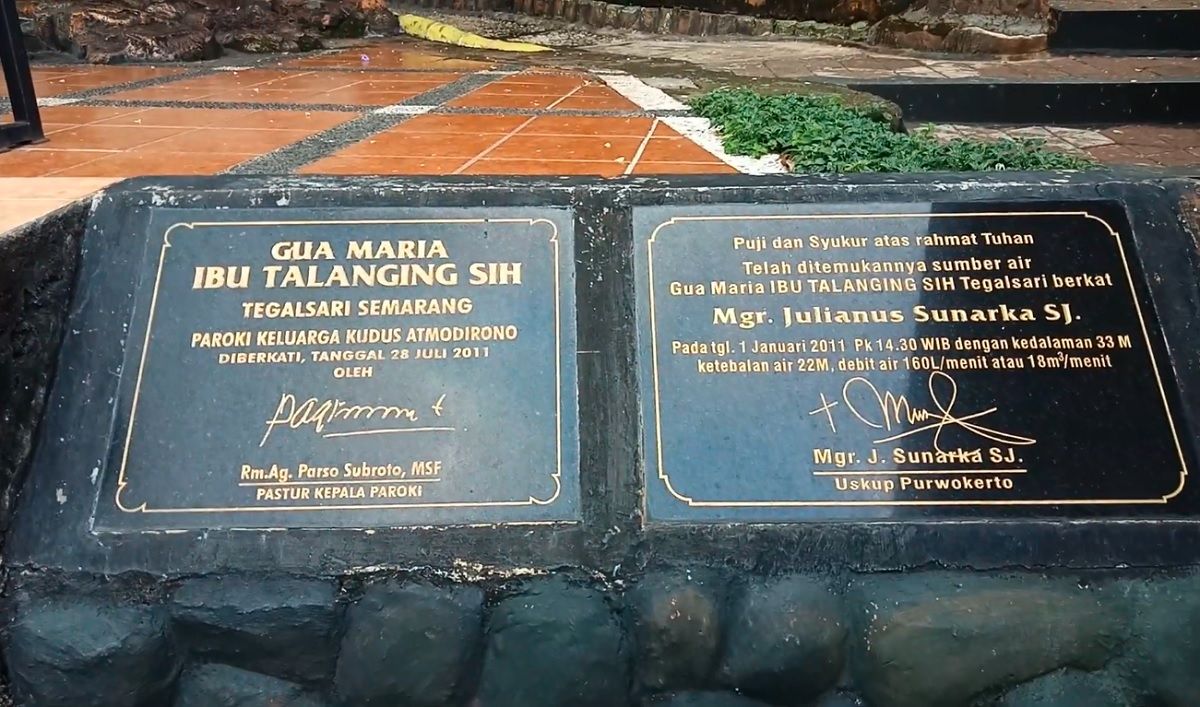 GUA MARIA
IBU TALANGING SIH
TEGALSARI SEMARANG
PAROKI KELUARGA KUDUS ATMODIRONO
DIBERKATI, TANGGAL 28 JULI 2011
OLEH
Rm.Ag. Parso Subroto, MSF
PASTUR KEPALA PAROKI
Puji dan Syukur atas rahmat Tuhan
Telah ditemukannya sumber air
Gua Maria IBU TALANGING SIH Tegalsari berkat
Mgr. Julianus Sunarka SJ.
Pada tgl. 1 Januari 2011 Pk 14.30 WIB dengan kedalaman 33 M
ketebalan air 22M, debit air 160L/menit atau 18m³/menit
Mgr. J. Sunarka SJ.
Uskup Purwokerto